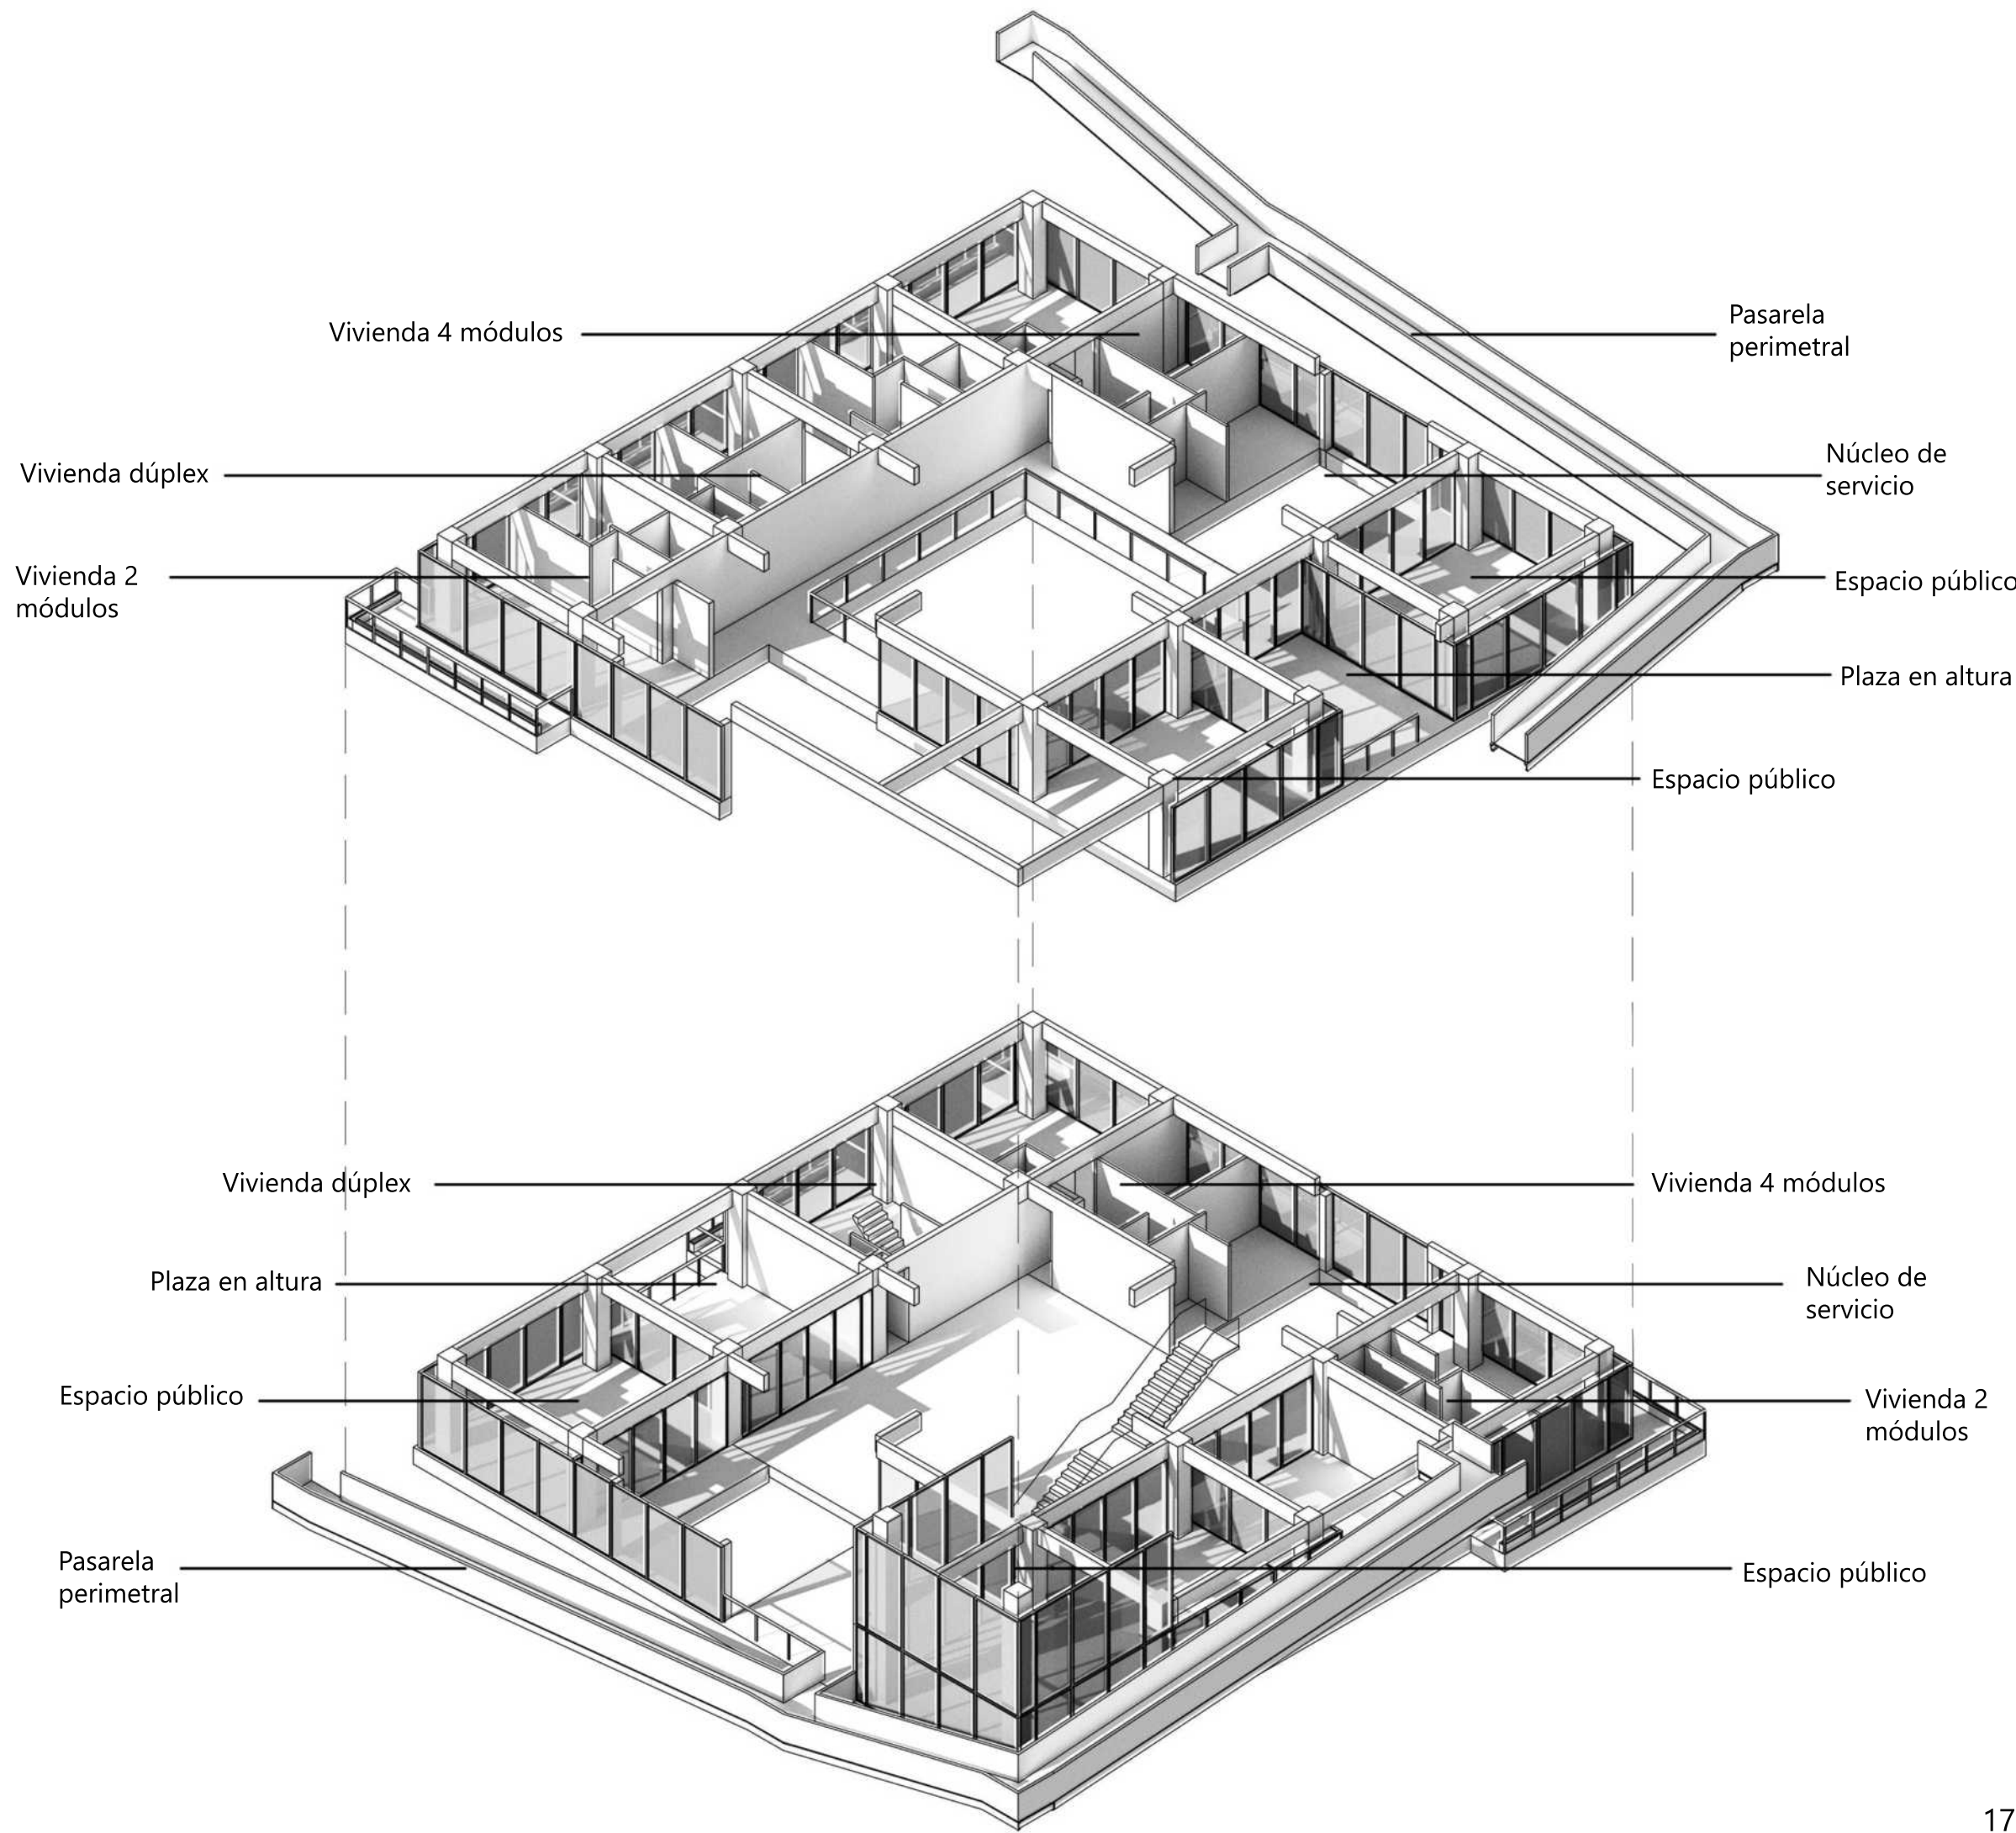 Vivienda 4 módulos
Pasarela
perimetral
Núcleo de
servicio
Vivienda dúplex
Vivienda 2
módulos
Espacio público
Plaza en altura
Espacio público
Vivienda dúplex
Vivienda 4 módulos
Plaza en altura
Núcleo de
servicio
Espacio público
Vivienda 2
módulos
Pasarela
perimetral
Espacio público
17